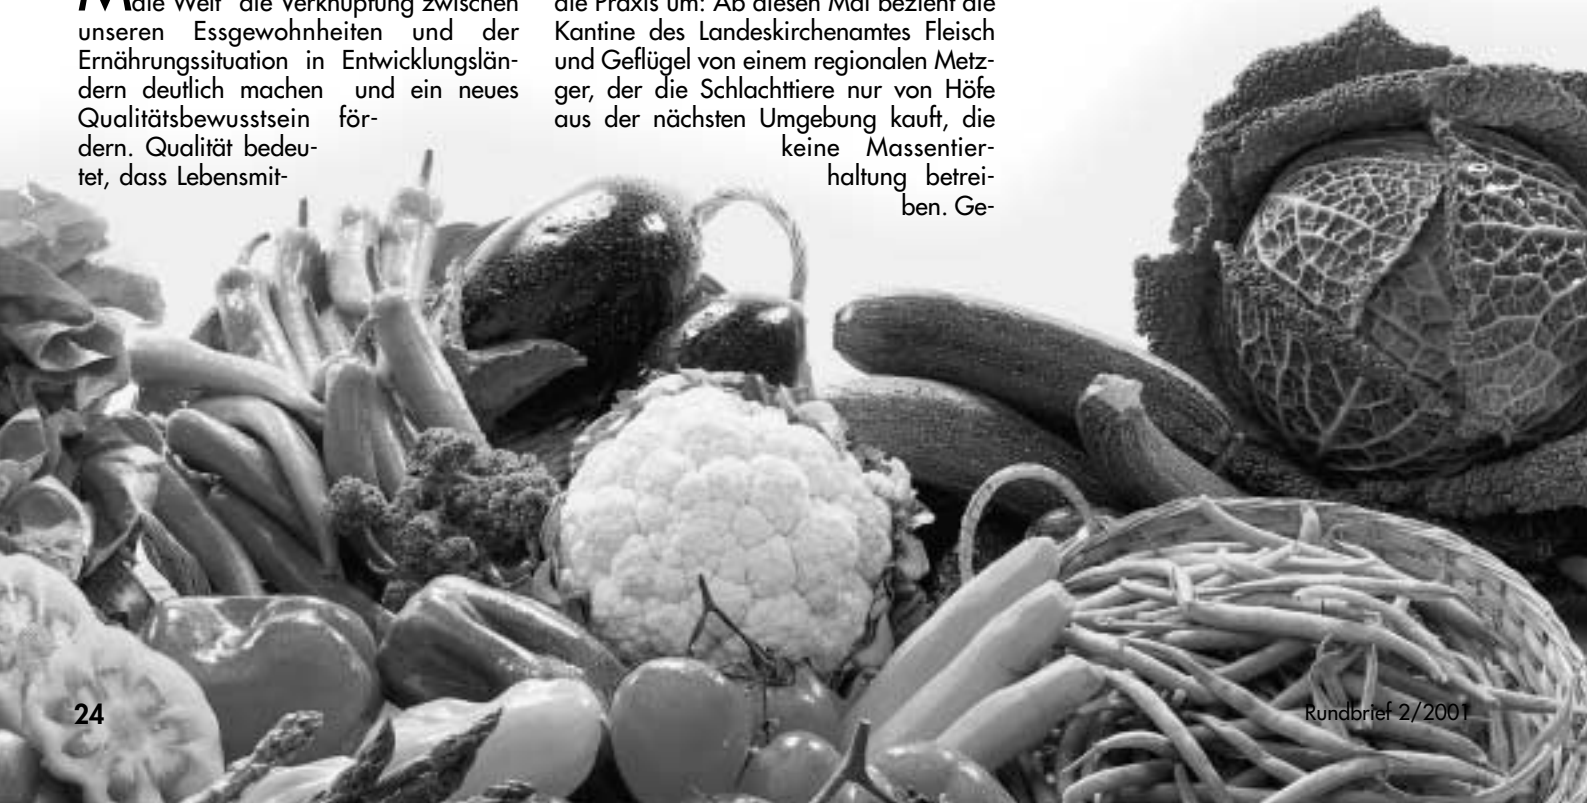 die Welt" die Verknüpfung zwischen
unseren Essgewohnheiten und der
Ernährungssituation in Entwicklungslän-
dern deutlich machen und ein neues
Qualitätsbewusstsein för-
dern. Qualität bedeu-
tet, dass Lebensmit-
die Praxis um: Ab diesen Mai bezieht die
Kantine des Landeskirchenamtes Fleisch
und Geflügel von einem regionalen Metz-
ger, der die Schlachttiere nur von Höfe
aus der nächsten Umgebung kauft, die
keine Massentier-
haltung betrei-
ben. Ge-
24
Rundbrief 2/2001